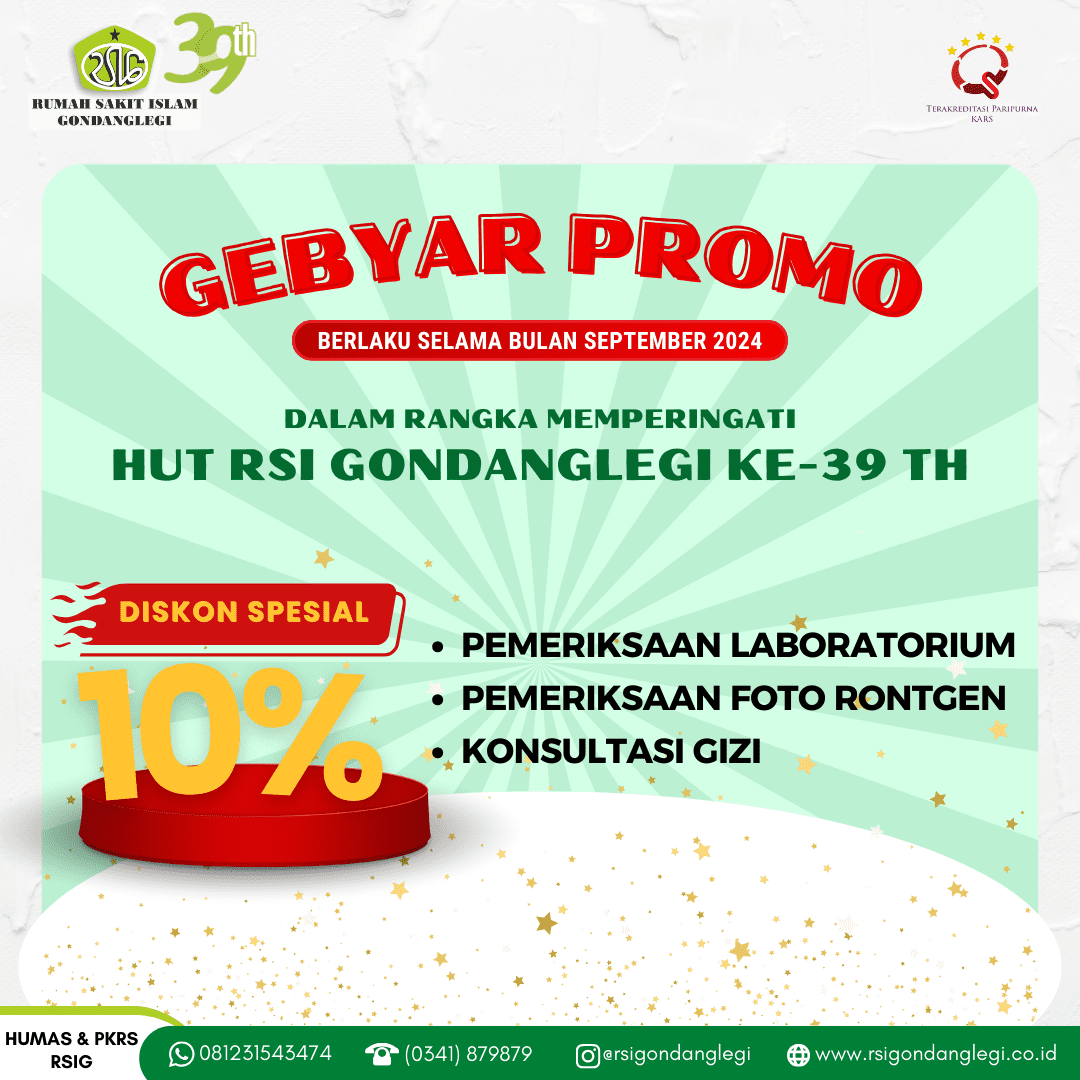 RSIG
39th
RUMAH SAKIT ISLAM
GONDANGLEGI
TERAKREDITASI PARIPURNA
KARS
GEBYAR PROMO
BERLAKU SELAMA BULAN SEPTEMBER 2024
DALAM RANGKA MEMPERINGATI
HUT RSI GONDANGLEGI KE-39 TH
DISKON SPESIAL
10%
• PEMERIKSAAN LABORATORIUM
• PEMERIKSAAN FOTO RONTGEN
• KONSULTASI GIZI
HUMAS & PKRS
RSIG
081231543474
(0341) 879879
@rsigondanglegi
www.rsigondanglegi.co.id